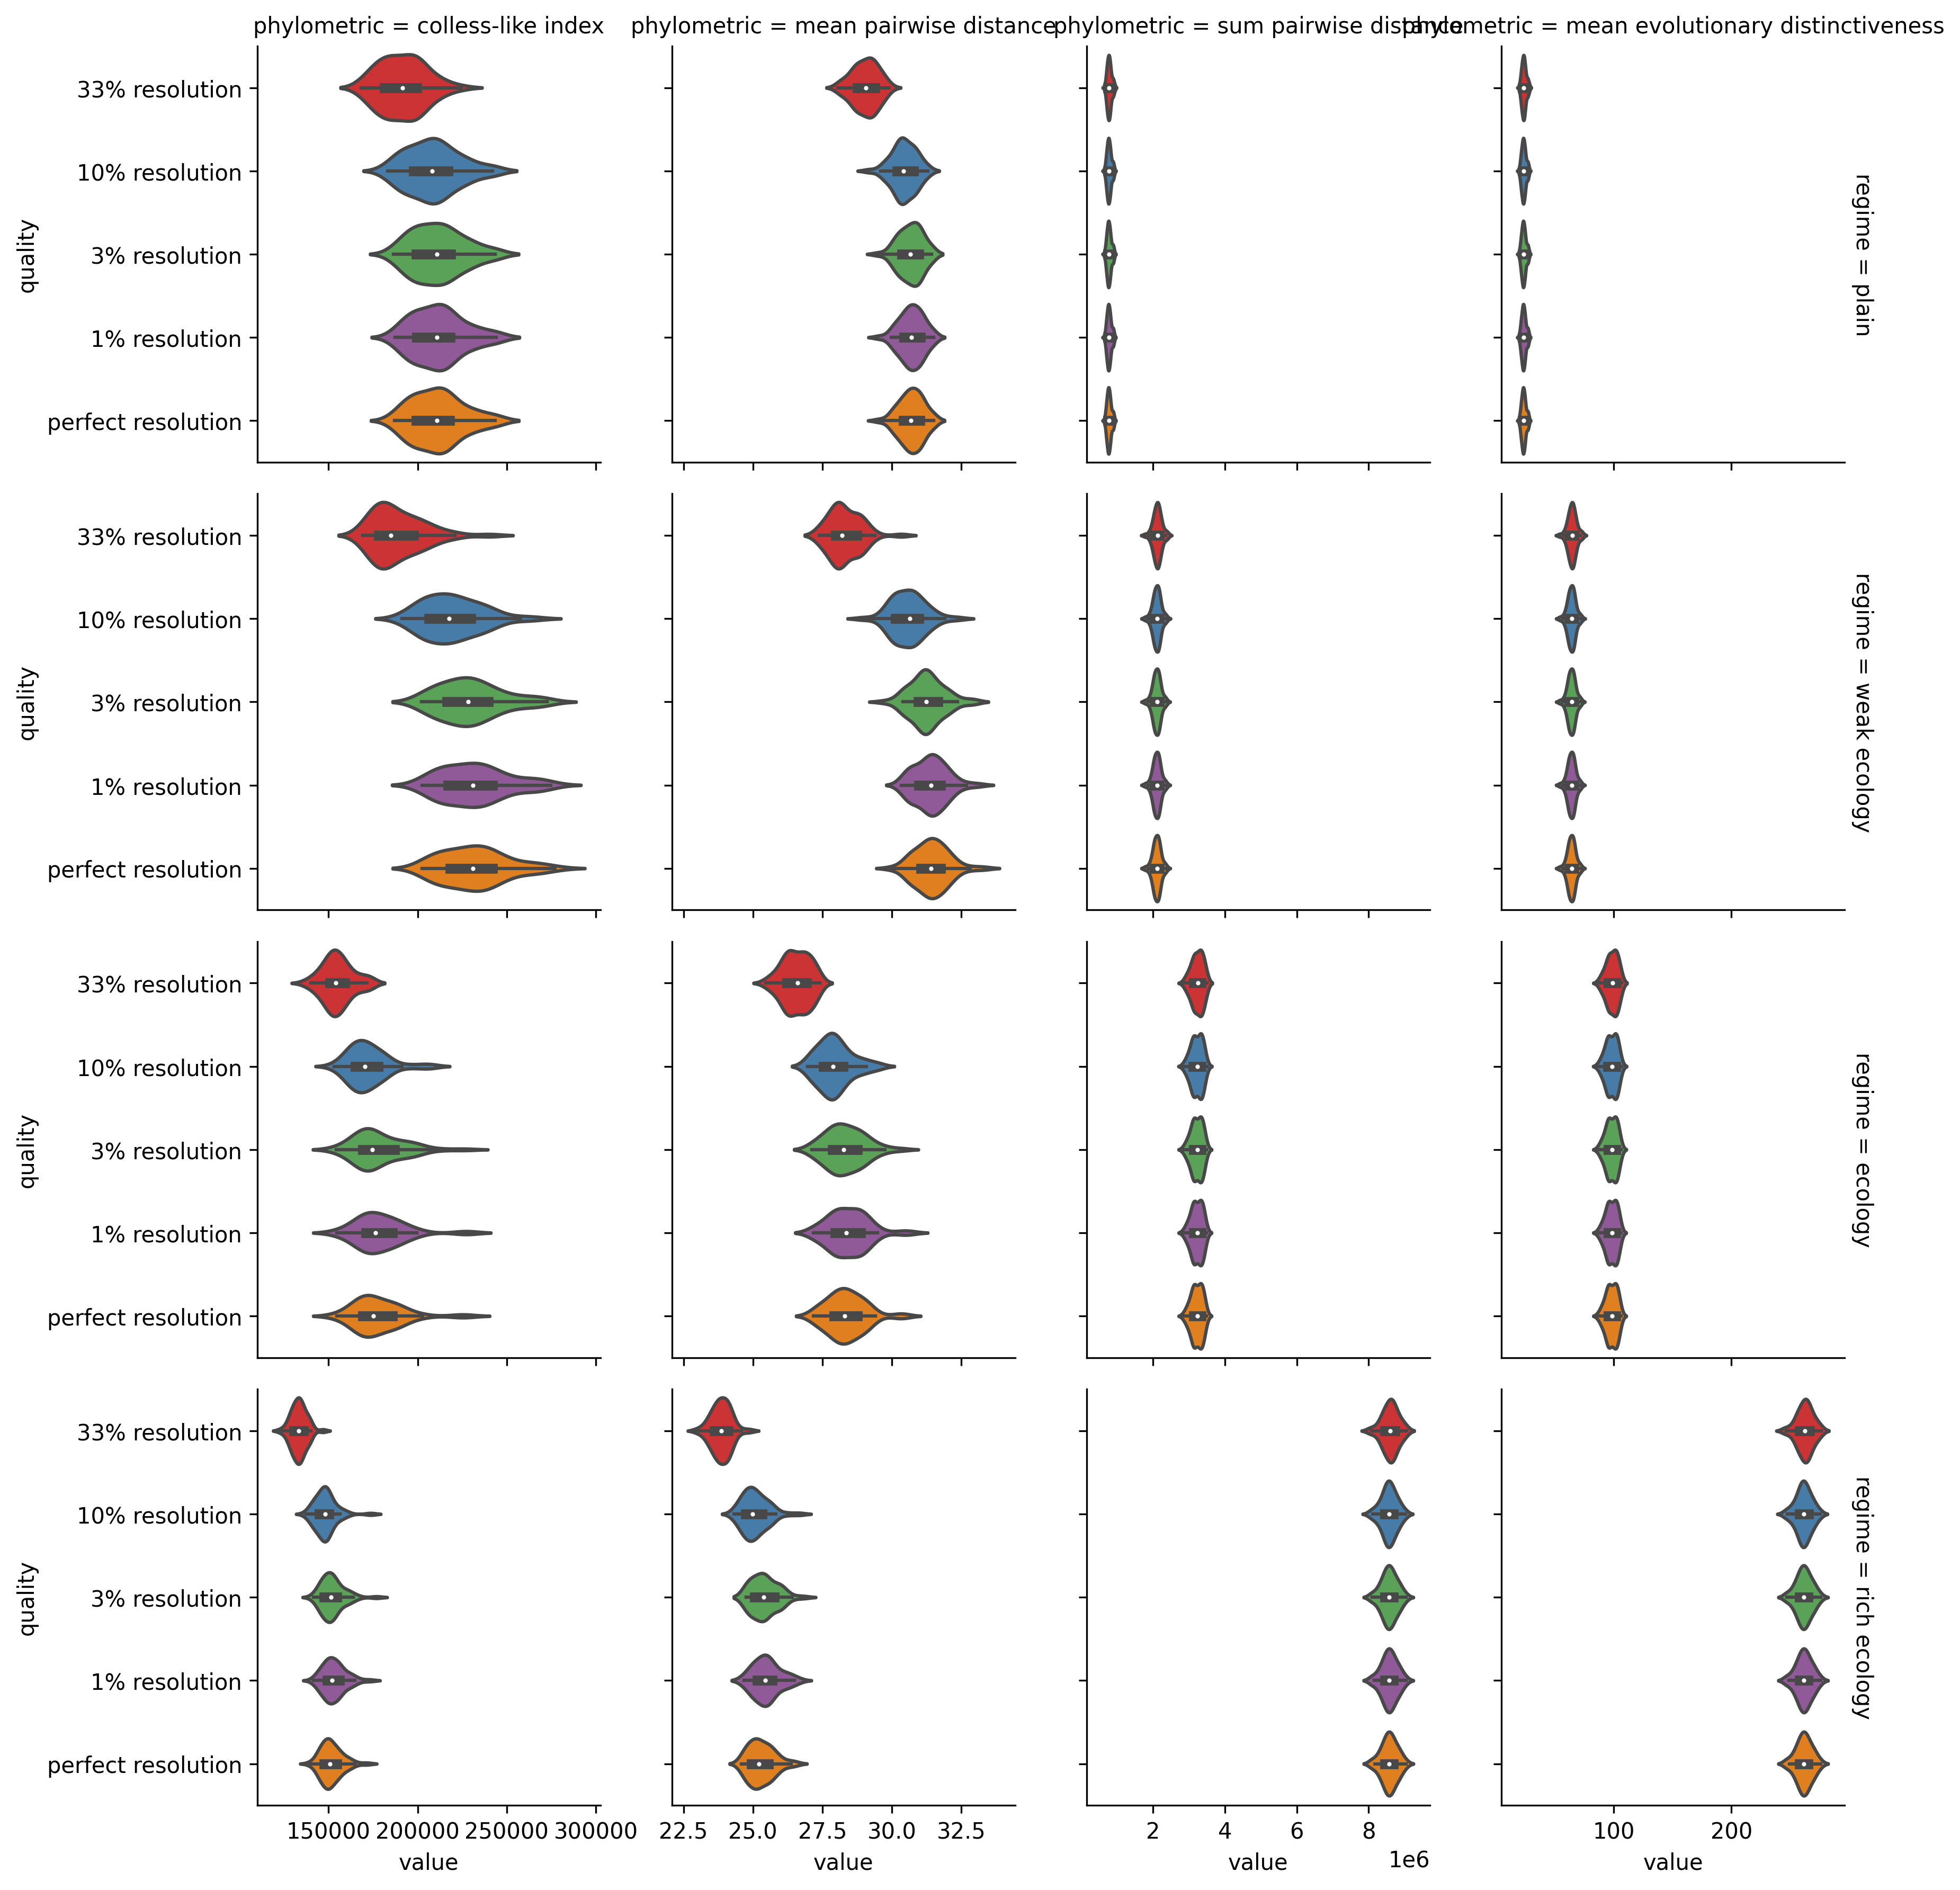 phylometric = colless-like index
phylometric = mean pairwise distance
phylometric = sum pairwise distance
phylometric = mean evolutionary distinctiveness
quality
33% resolution
10% resolution
3% resolution
1% resolution
perfect resolution
regime = plain
quality
33% resolution
10% resolution
3% resolution
1% resolution
perfect resolution
regime = weak ecology
quality
33% resolution
10% resolution
3% resolution
1% resolution
perfect resolution
regime = ecology
quality
33% resolution
10% resolution
3% resolution
1% resolution
perfect resolution
regime = rich ecology
150000 200000 250000 300000
22.5 25.0 27.5 30.0 32.5
2 4 6 8
100 200
1e6
value
value
value
value